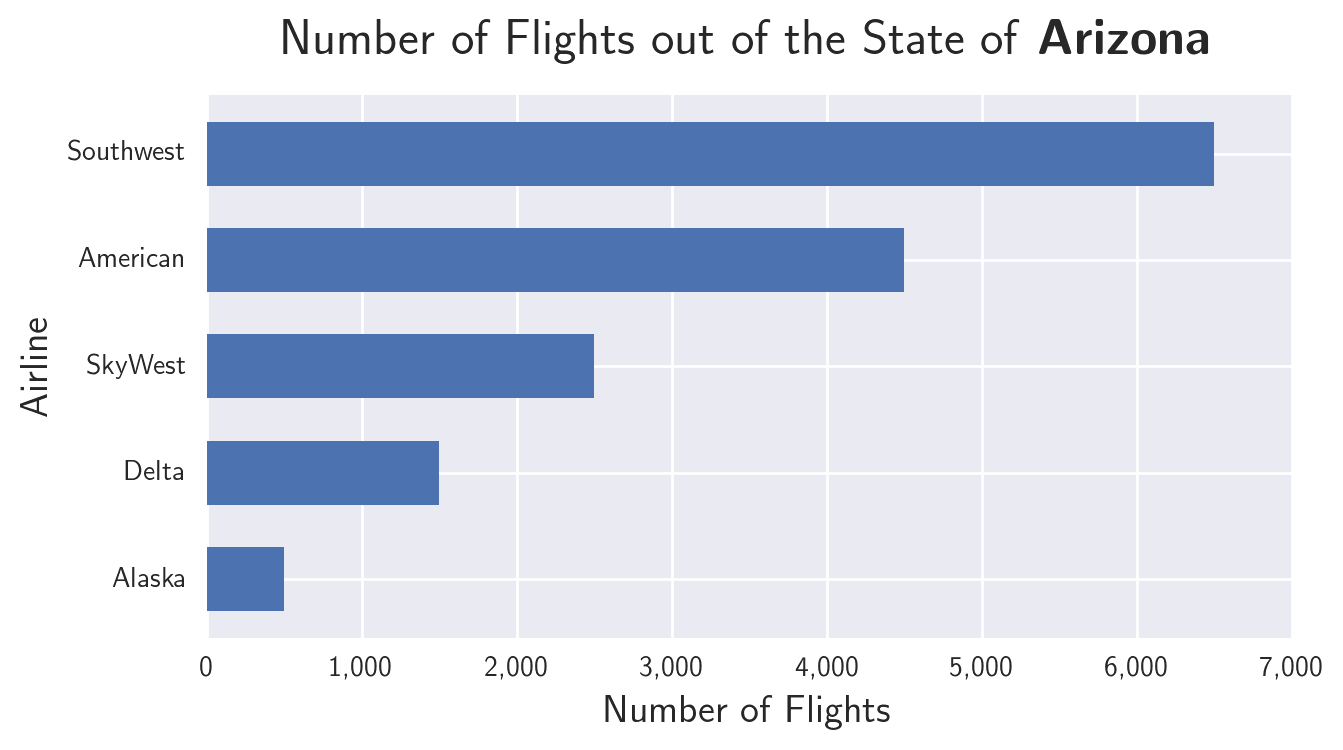 Number of Flights out of the State of Arizona
Southwest
American
SkyWest
Delta
Alaska
Airline
0 1,000 2,000 3,000 4,000 5,000 6,000 7,000
Number of Flights